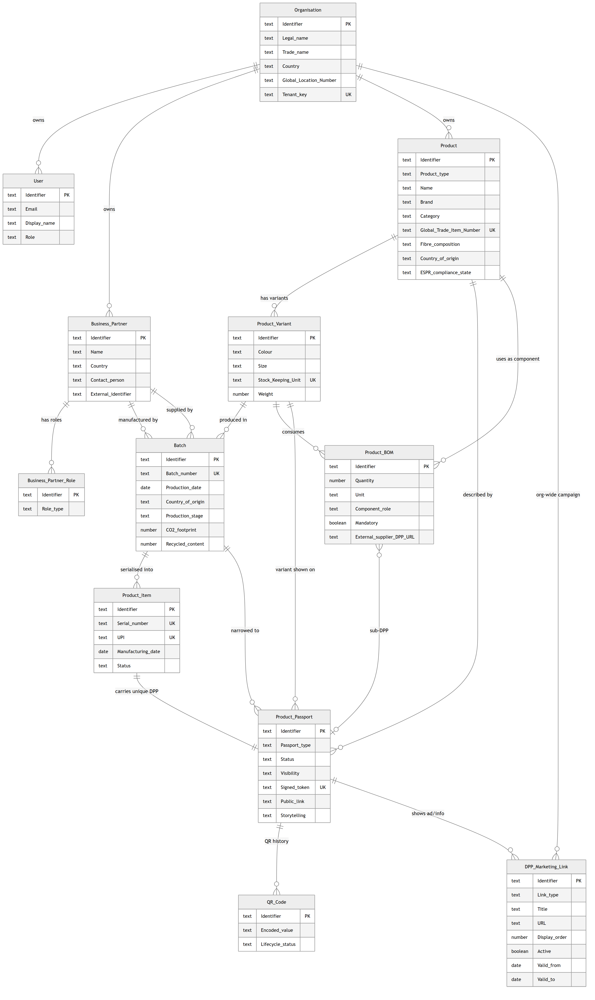 Organisation
text Identifier PK
text Legal_name
text Trade_name
text Country
text Global_Location_Number
text Tenant_key UK
owns
owns
owns
Product
text Identifier PK
text Product_type
text Name
text Brand
text Category
text Global_Trade_Item_Number UK
text Fibre_composition
text Country_of_origin
text ESPR_compliance_state
User
text Identifier PK
text Email
text Display_name
text Role
has variants
uses as component
Business_Partner
text Identifier PK
text Name
text Country
text Contact_person
text External_identifier
Product_Variant
text Identifier PK
text Colour
text Size
text Stock_Keeping_Unit UK
number Weight
has roles
manufactured by
supplied by
produced in
consumes
Batch
text Identifier PK
text Batch_number UK
date Production_date
text Country_of_origin
text Production_stage
number CO2_footprint
number Recycled_content
Product_BOM
text Identifier PK
number Quantity
text Unit
text Component_role
boolean Mandatory
text External_supplier_DPP_URL
Business_Partner_Role
text Identifier PK
text Role_type
described by
org-wide campaign
serialised into
variant shown on
Product_Item
text Identifier PK
text Serial_number UK
text UPI UK
date Manufacturing_date
text Status
narrowed to
sub-DPP
carries unique DPP
Product_Passport
text Identifier PK
text Passport_type
text Status
text Visibility
text Signed_token UK
text Public_link
text Storytelling
shows ad/info
QR history
DPP_Marketing_Link
text Identifier PK
text Link_type
text Title
text URL
number Display_order
boolean Active
date Valid_from
date Valid_to
QR_Code
text Identifier PK
text Encoded_value
text Lifecycle_status